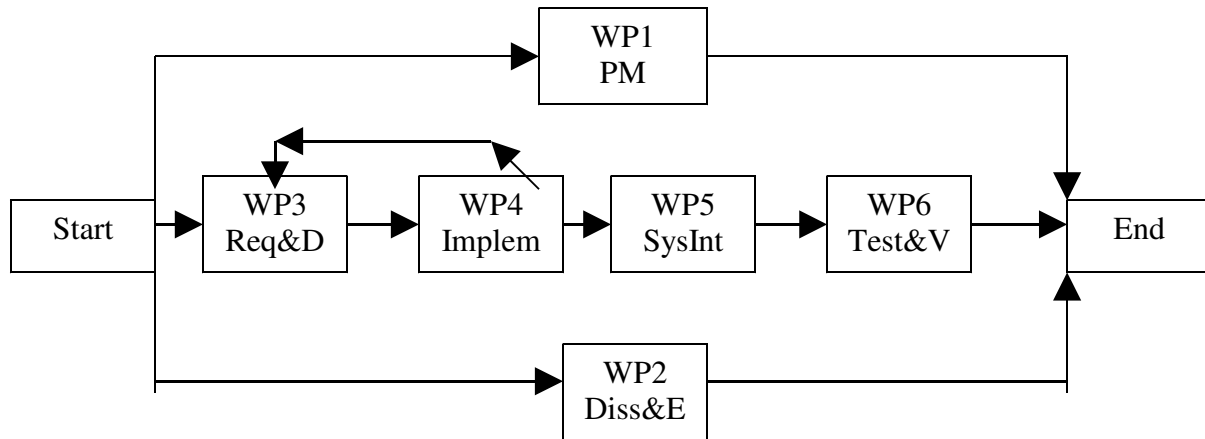 WP1
PM
Start
WP3
Req&D
WP4
Implem
WP5
SysInt
WP6
Test&V
End
WP2
Diss&E